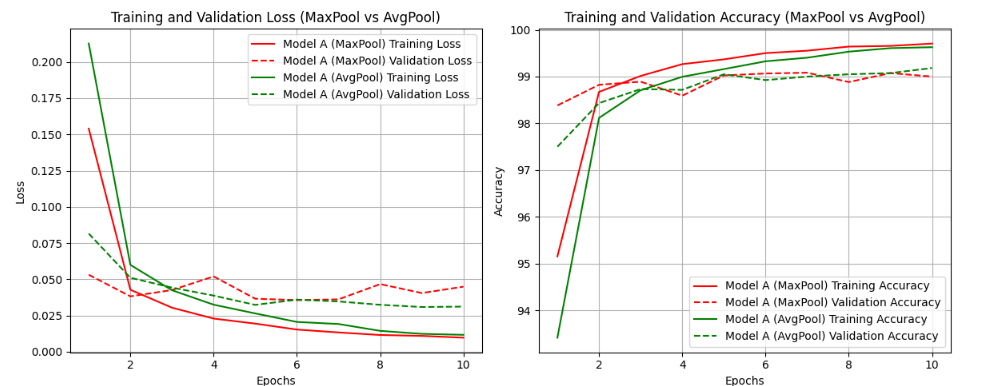 Training and Validation Loss (MaxPool vs AvgPool)
Loss
0.200
0.175
0.150
0.125
0.100
0.075
0.050
0.025
0.000
2
4
6
8
10
Epochs
Model A (MaxPool) Training Loss
Model A (MaxPool) Validation Loss
Model A (AvgPool) Training Loss
Model A (AvgPool) Validation Loss
Training and Validation Accuracy (MaxPool vs AvgPool)
Accuracy
100
99
98
97
96
95
94
2
4
6
8
10
Epochs
Model A (MaxPool) Training Accuracy
Model A (MaxPool) Validation Accuracy
Model A (AvgPool) Training Accuracy
Model A (AvgPool) Validation Accuracy